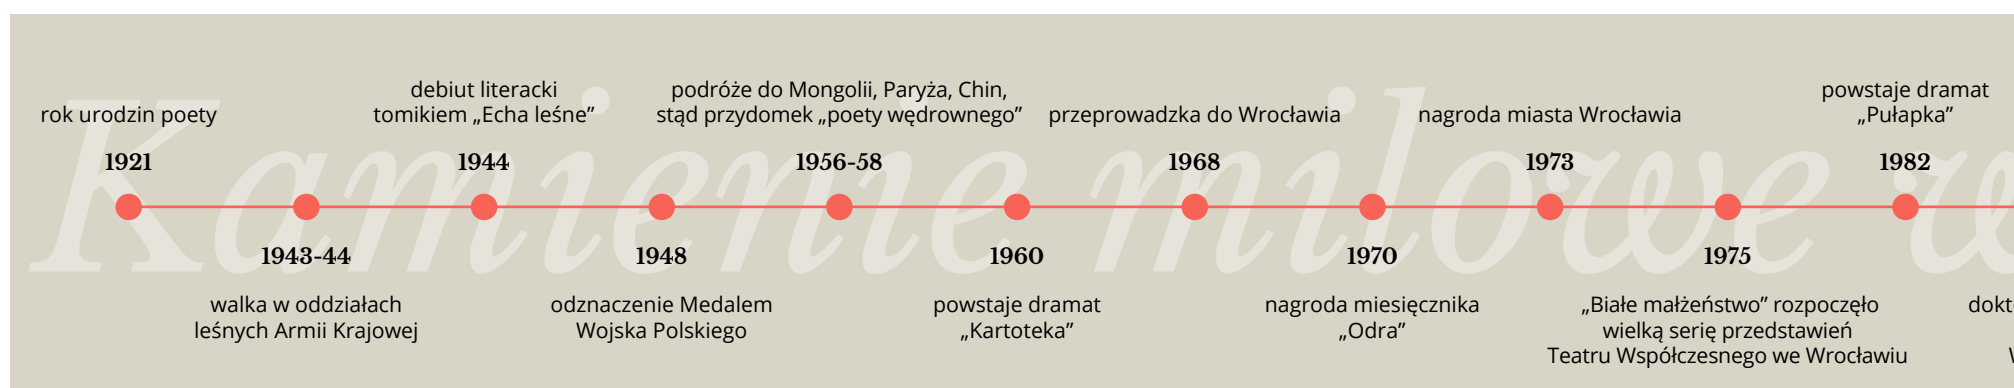 Kamienie milowe
rok urodzin poety
1921
1943-44
walka w oddziałach
leśnych Armii Krajowej
debiut literacki
tomikiem „Echa leśne”
1944
1948
odznaczenie Medalem
Wojska Polskiego
podróże do Mongolii, Paryża, Chin,
stąd przydomek „poety wędrownego”
1956-58
1960
powstaje dramat
„Kartoteka”
przeprowadzka do Wrocławia
1968
1970
nagroda miesięcznika
„Odra”
nagroda miasta Wrocławia
1973
1975
„Białe małżeństwo” rozpoczęło
wielką serię przedstawień
Teatru Współczesnego we Wrocławiu
powstaje dramat
„Pułapka”
1982